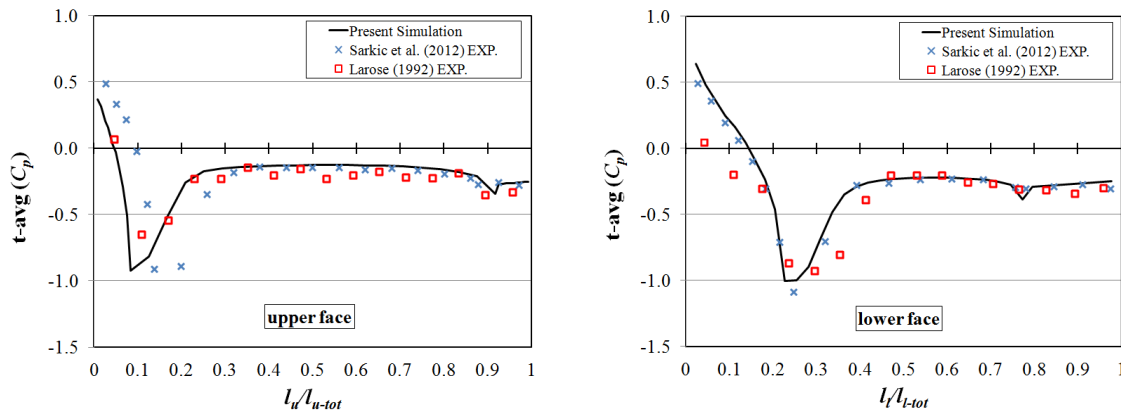 1.0
0.5
0.0
-0.5
-1.0
-1.5
t-avg (Cp)
Present Simulation
Sarkic et al. (2012) EXP.
Larose (1992) EXP.
upper face
0 0.1 0.2 0.3 0.4 0.5 0.6 0.7 0.8 0.9 1
lu/lu-tot
1.0
0.5
0.0
-0.5
-1.0
-1.5
t-avg (Cp)
Present Simulation
Sarkic et al. (2012) EXP.
Larose (1992) EXP.
lower face
0 0.1 0.2 0.3 0.4 0.5 0.6 0.7 0.8 0.9 1
ll/ll-tot